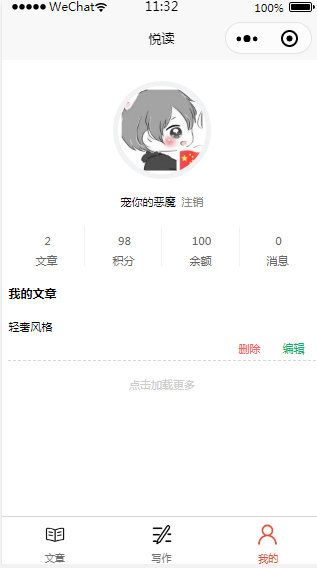 WeChat 11:32 100%
悦读
宠你的恶魔 注销
2 98 100 0
文章 积分 余额 消息
我的文章
轻奢风格
删除 编辑
点击加载更多
文章 写作 我的